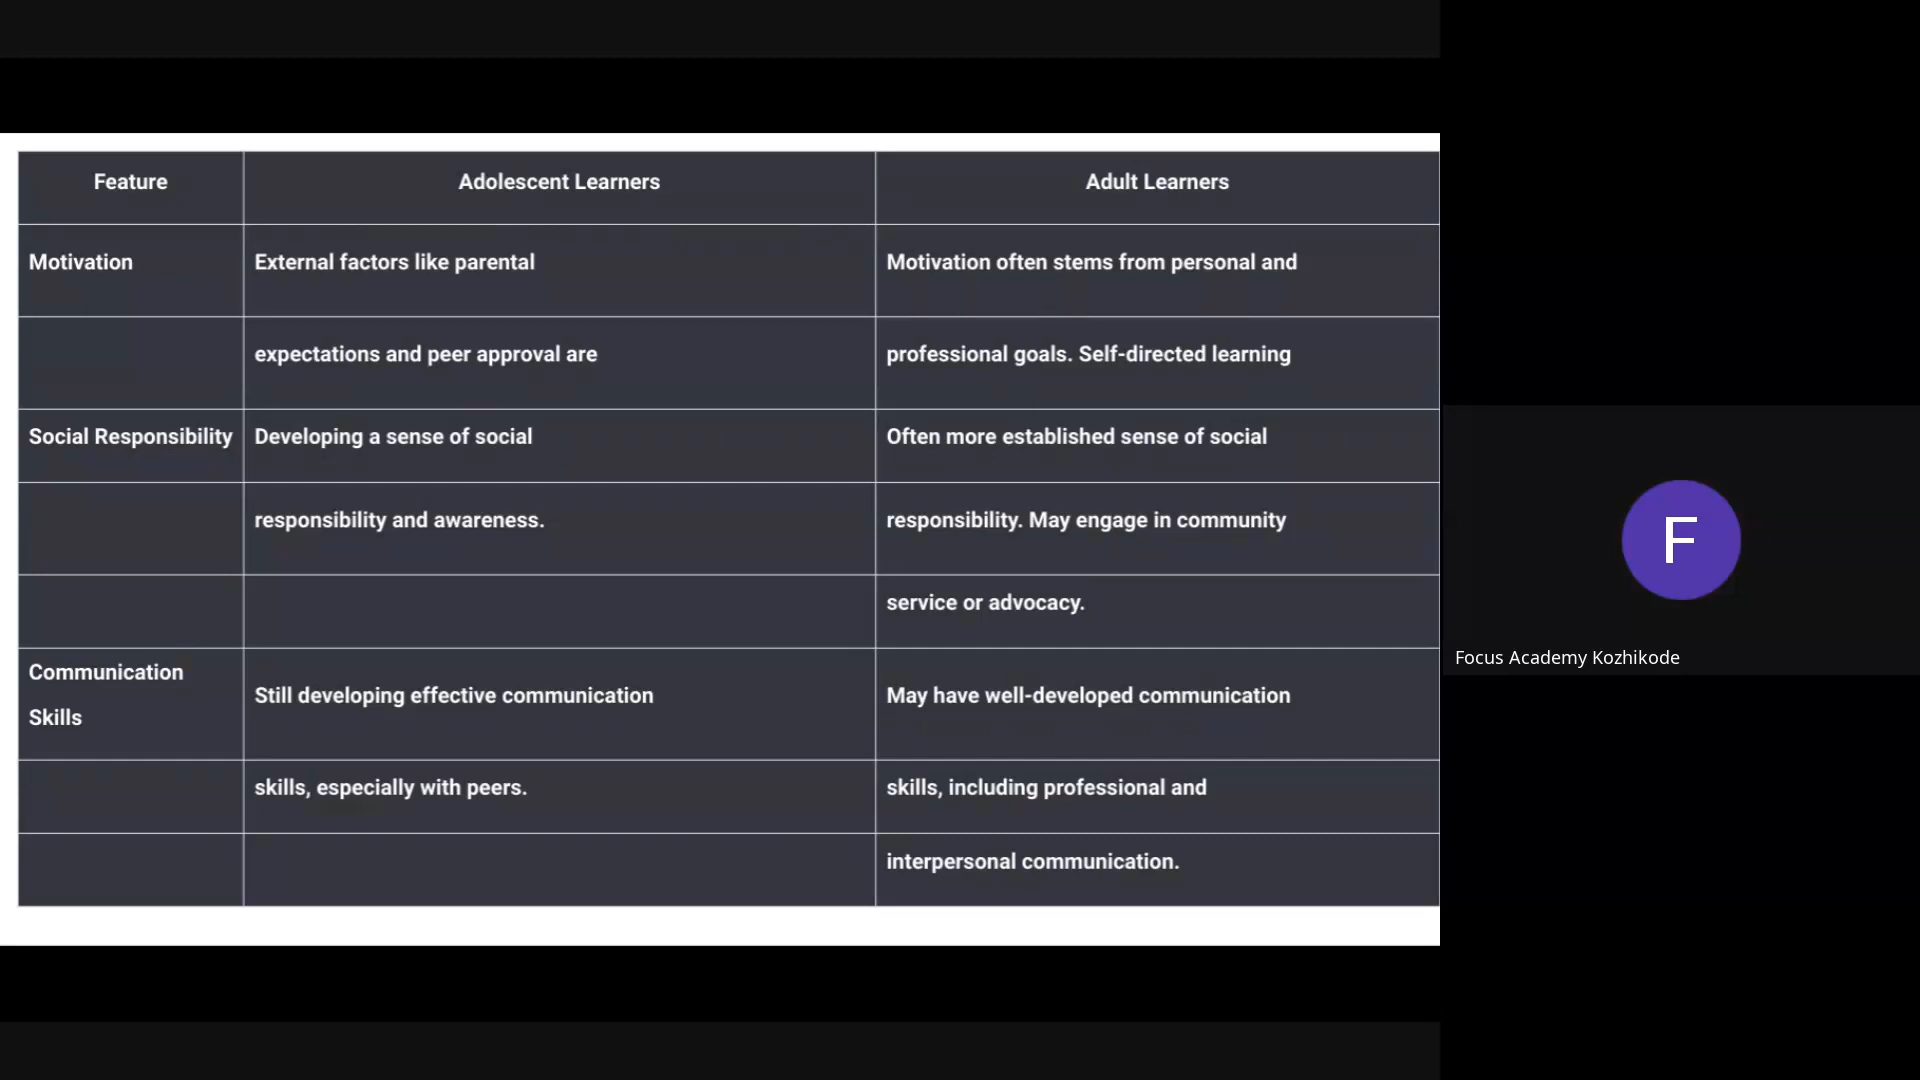 Feature Adolescent Learners Adult Learners
Motivation External factors like parental Motivation often stems from personal and
expectations and peer approval are professional goals. Self-directed learning
Social Responsibility Developing a sense of social Often more established sense of social
responsibility and awareness. responsibility. May engage in community
service or advocacy.
Communication
Skills
Still developing effective communication May have well-developed communication
skills, especially with peers. skills, including professional and
interpersonal communication.
F
Focus Academy Kozhikode